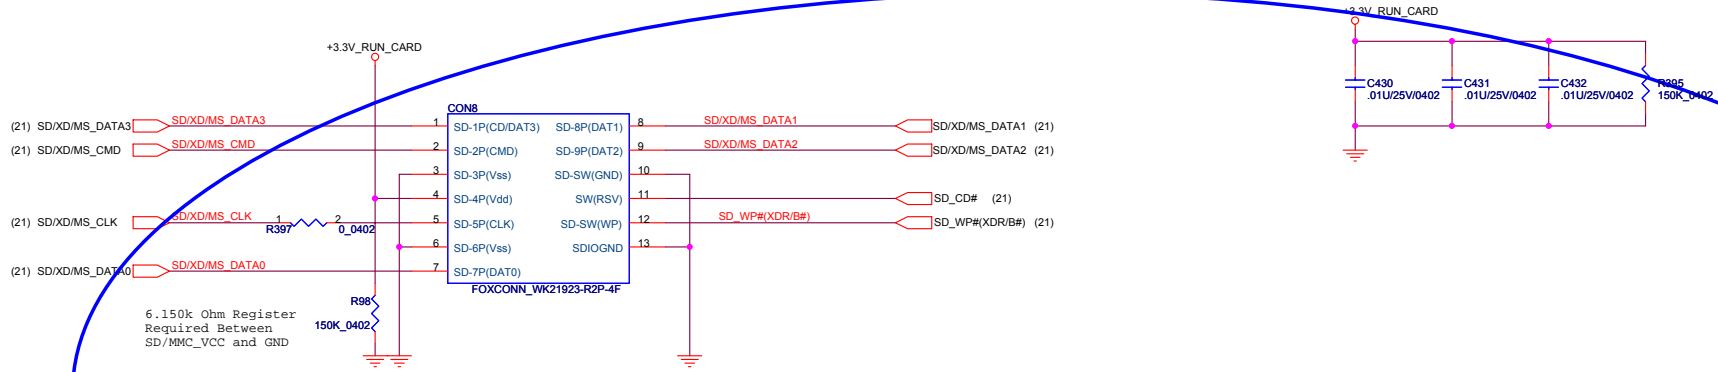 +3.3V_RUN_CARD
+3.3V_RUN_CARD
C430
.01U/25V/0402
C431
.01U/25V/0402
C432
.01U/25V/0402
R395
150K_0402
CON8
(21) SD/XD/MS_DATA3
SD/XD/MS_DATA3
1 SD-1P(CD/DAT3)
SD-8P(DAT1) 8
SD/XD/MS_DATA1
SD/XD/MS_DATA1 (21)
(21) SD/XD/MS_CMD
SD/XD/MS_CMD
2 SD-2P(CMD)
SD-9P(DAT2) 9
SD/XD/MS_DATA2
SD/XD/MS_DATA2 (21)
3 SD-3P(Vss)
SD-SW(GND) 10
4 SD-4P(Vdd)
SW(RSV) 11
SD_CD# (21)
(21) SD/XD/MS_CLK
SD/XD/MS_CLK
1 2
R397 0_0402
5 SD-5P(CLK)
SD-SW(WP) 12
SD_WP#(XDR/B#)
SD_WP#(XDR/B#) (21)
6 SD-6P(Vss)
SDIOGND 13
(21) SD/XD/MS_DATA0
SD/XD/MS_DATA0
7 SD-7P(DAT0)
FOXCONN_WK21923-R2P-4F
R98
150K_0402
6.150k Ohm Register
Required Between
SD/MMC_VCC and GND